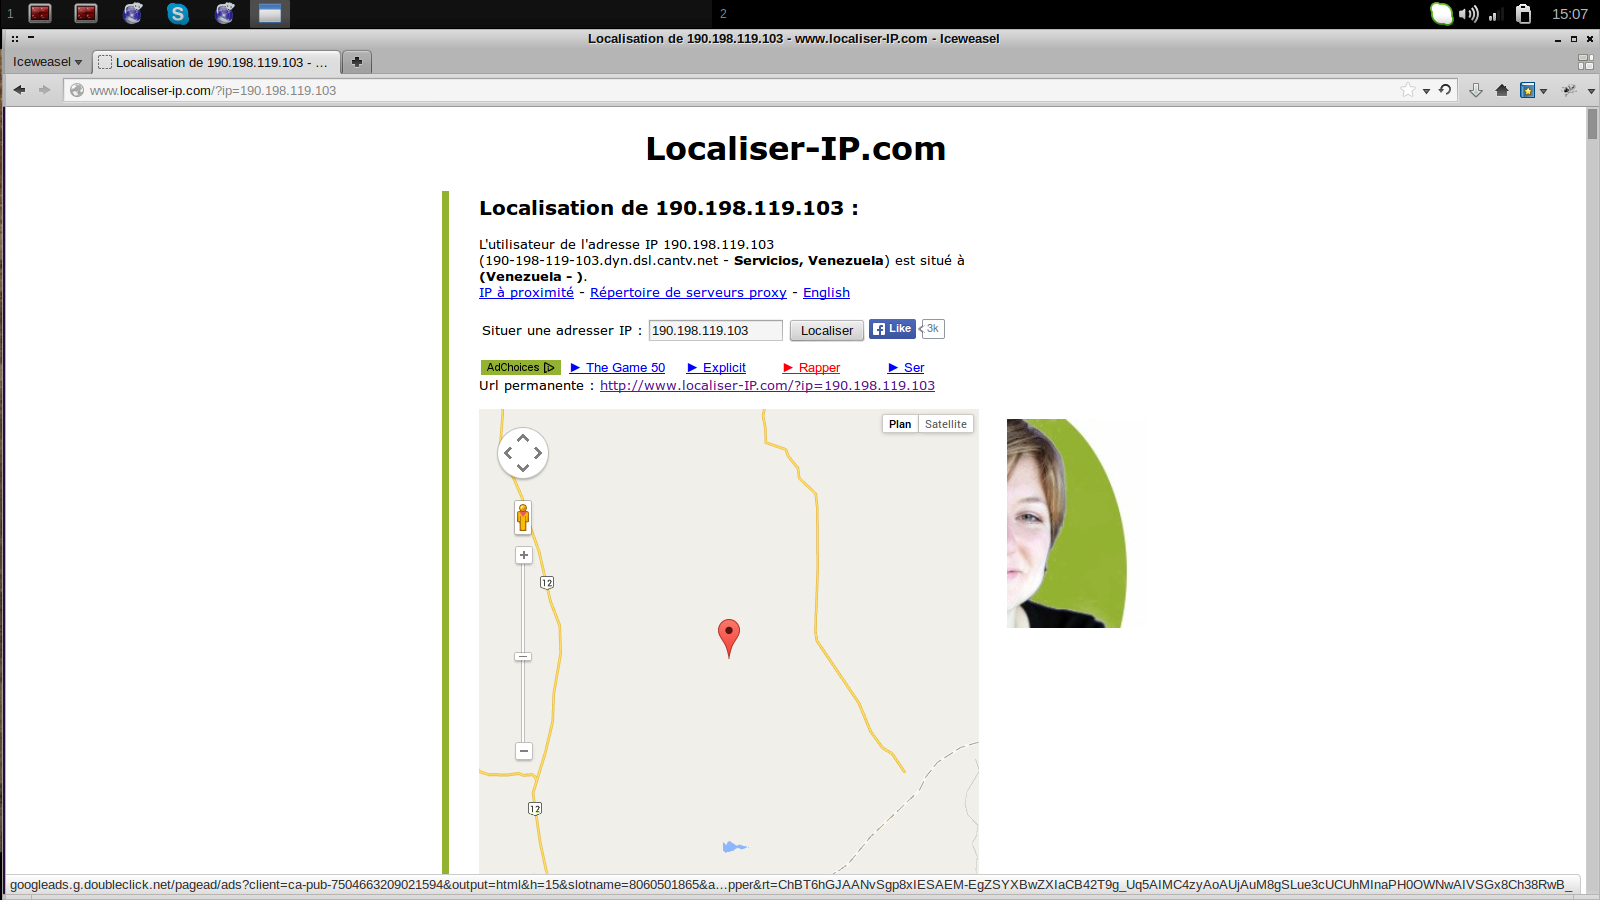 1
2
15:07
Localisation de 190.198.119.103 - www.localiser-IP.com - Iceweasel
Iceweasel
Localisation de 190.198.119.103 - ...
www.localiser-ip.com/?ip=190.198.119.103
Localiser-IP.com
Localisation de 190.198.119.103 :
L'utilisateur de l'adresse IP 190.198.119.103
(190-198-119-103.dyn.dsl.cantv.net - Servicios, Venezuela) est situé à
(Venezuela - ).
IP à proximité - Répertoire de serveurs proxy - English
Situer une adresser IP : 190.198.119.103 Localiser Like 3k
AdChoices ► The Game 50 ► Explicit ► Rapper ► Ser
Url permanente : http://www.localiser-IP.com/?ip=190.198.119.103
Plan Satellite
12
12
googleads.g.doubleclick.net/pagead/ads?client=ca-pub-7504663209021594&output=html&h=15&slotname=8060501865&a...pper&rt=ChBT6hGJAANvSgp8xIESAEM-EgZSYXBwZXIaCB42T9g_Uq5AIMC4zyAoAUjAuM8gSLue3cUCUhMInaPH0OWNwAIVSGx8Ch38RwB_